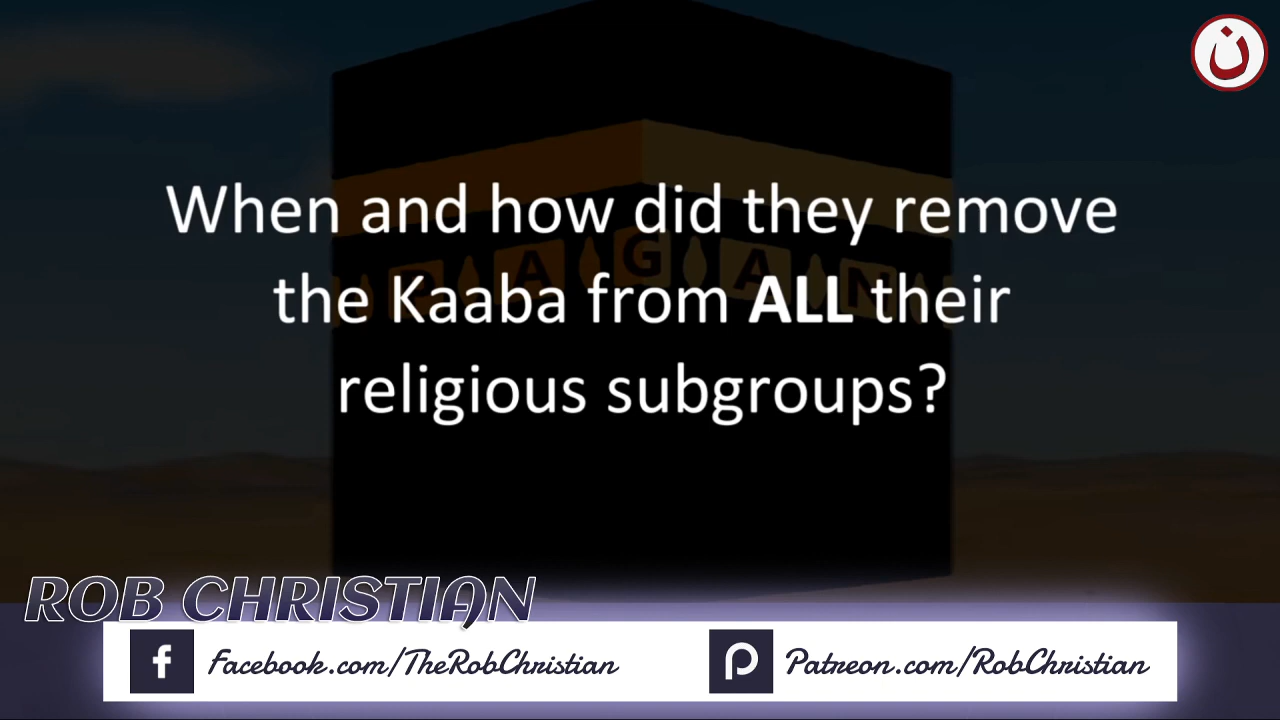 ن
When and how did they remove
the Kaaba from ALL their
religious subgroups?
PAGAN
ROB CHRISTIAN
f Facebook.com/TheRobChristian
Patreon.com/RobChristian